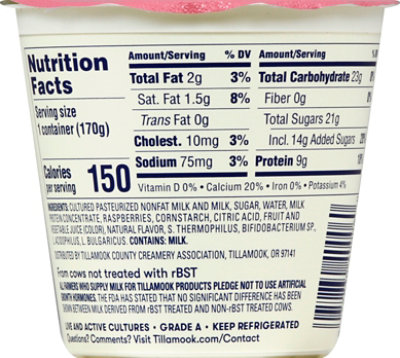 Nutrition Facts
Serving size
1 container (170g)
Calories per serving 150
Amount/Serving % DV
Total Fat 2g 3%
Sat. Fat 1.5g 8%
Trans Fat 0g
Cholest. 10mg 3%
Sodium 75mg 3%
Amount/Serving
Total Carbohydrate 23g
Fiber 0g
Total Sugars 21g
Incl. 14g Added Sugars
Protein 9g
Vitamin D 0% • Calcium 20% • Iron 0% • Potassium 4%
INGREDIENTS: CULTURED PASTEURIZED NONFAT MILK AND MILK, SUGAR, WATER, MILK
PROTEIN CONCENTRATE, RASPBERRIES, CORNSTARCH, CITRIC ACID, FRUIT AND
VEGETABLE JUICE (COLOR), NATURAL FLAVOR, S. THERMOPHILUS, BIFIDOBACTERIUM SP.,
L. ACIDOPHILUS, L. BULGARICUS. CONTAINS: MILK.
DISTRIBUTED BY TILLAMOOK COUNTY CREAMERY ASSOCIATION, TILLAMOOK, OR 97141
From cows not treated with rBST
ALL FARMERS WHO SUPPLY MILK FOR TILLAMOOK PRODUCTS PLEDGE NOT TO USE ARTIFICIAL
GROWTH HORMONES. THE FDA HAS STATED THAT NO SIGNIFICANT DIFFERENCE HAS BEEN
SHOWN BETWEEN MILK DERIVED FROM rBST TREATED AND NON-rBST TREATED COWS.
LIVE AND ACTIVE CULTURES • GRADE A • KEEP REFRIGERATED
Questions? Comments? Visit Tillamook.com/Contact